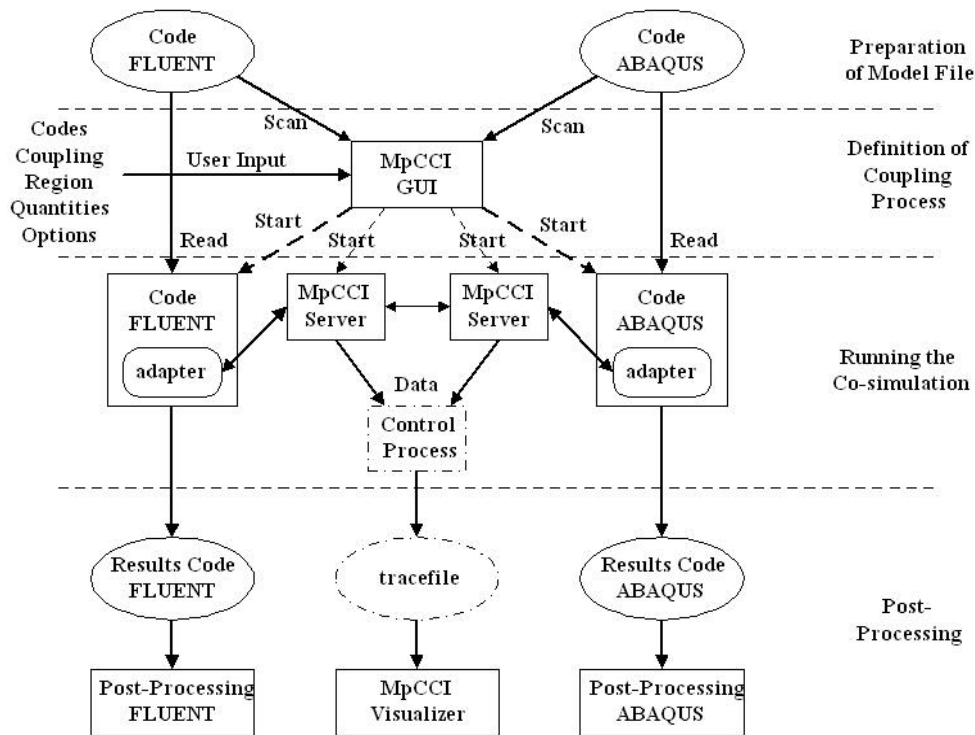 Code
FLUENT
Code
ABAQUS
Preparation
of Model File
Scan
Scan
Codes
Coupling
Region
Quantities
Options
User Input
MpCCI
GUI
Definition of
Coupling
Process
Start
Start
Start
Start
Read
Read
Code
FLUENT
adapter
MpCCI
Server
MpCCI
Server
Code
ABAQUS
adapter
Running the
Co-simulation
Data
Control
Process
Results Code
FLUENT
tracefile
Results Code
ABAQUS
Post-
Processing
Post-Processing
FLUENT
MpCCI
Visualizer
Post-Processing
ABAQUS